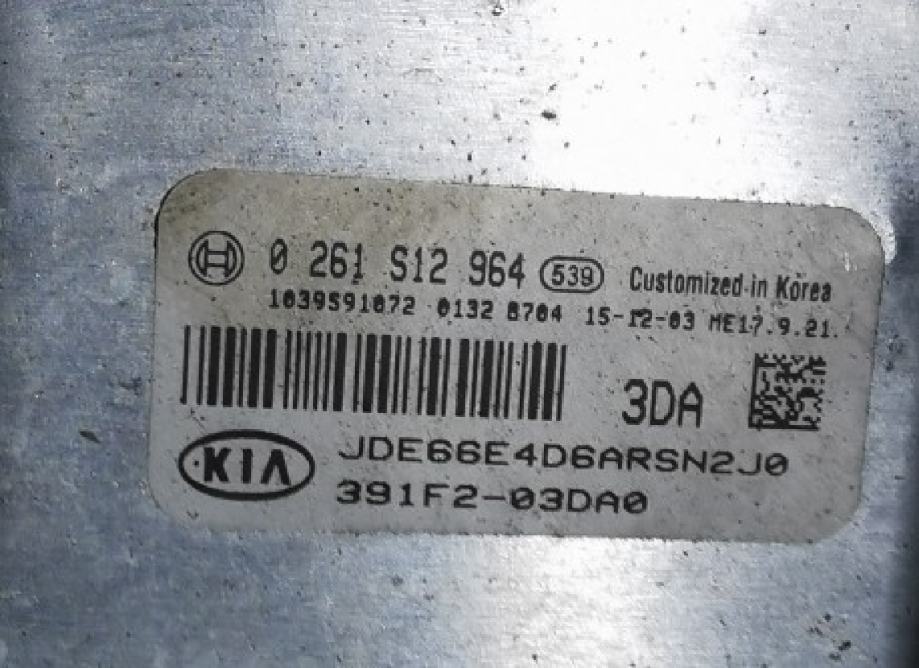 0 261 S12 964 539 Customized in Korea
1039S91072 0132 8704 15-12-03 ME17.9.21.
3DA
KIA JDE66E4D6ARSN2J0
391F2-03DA0